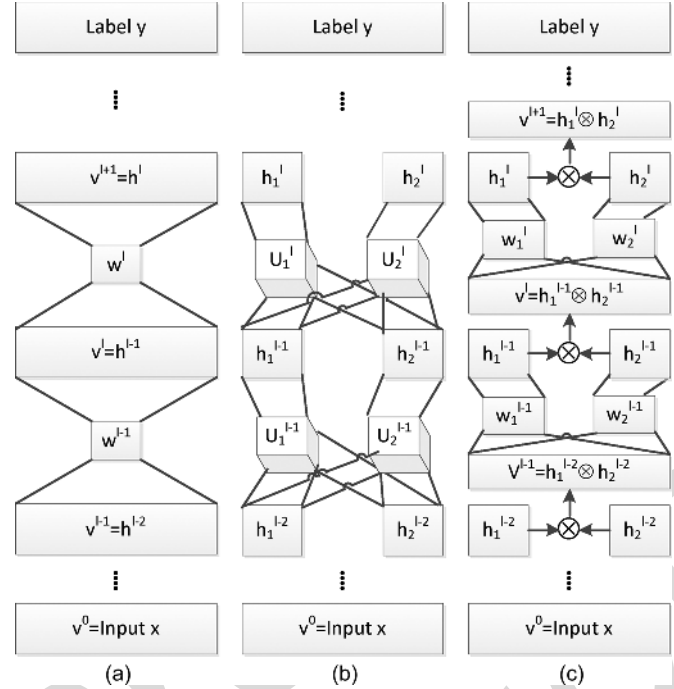 Label y
v^{l+1}=h^l
w^l
v^l=h^{l-1}
w^{l-1}
v^{l-1}=h^{l-2}
v^0=Input x
(a)
Label y
h_1^l h_2^l
U_1^l U_2^l
h_1^{l-1} h_2^{l-1}
U_1^{l-1} U_2^{l-1}
h_1^{l-2} h_2^{l-2}
v^0=Input x
(b)
Label y
v^{l+1}=h_1^l⊗h_2^l
h_1^l ⊗ h_2^l
w_1^l w_2^l
v^l=h_1^{l-1}⊗h_2^{l-1}
h_1^{l-1} ⊗ h_2^{l-1}
w_1^{l-1} w_2^{l-1}
V^{l-1}=h_1^{l-2}⊗h_2^{l-2}
h_1^{l-2} ⊗ h_2^{l-2}
v^0=Input x
(c)